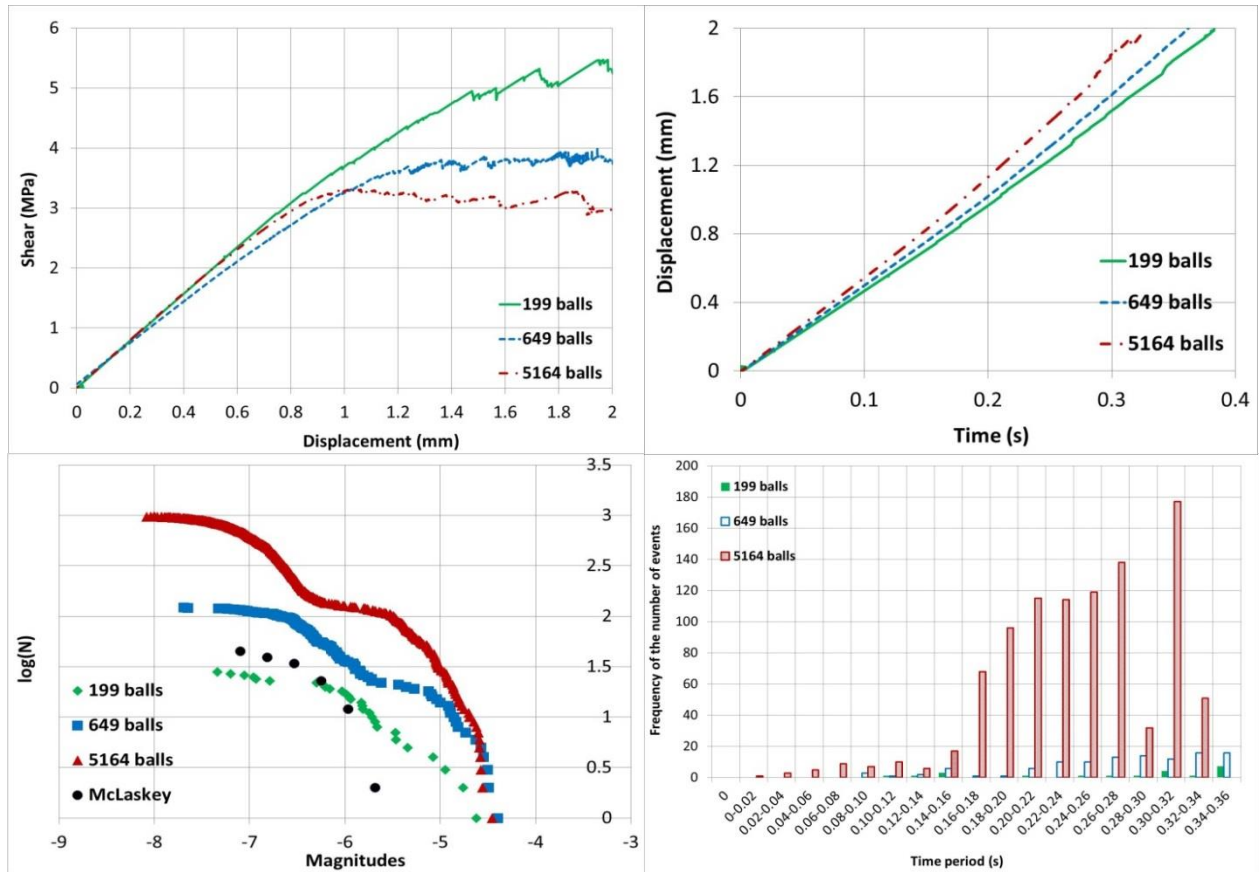 6
5
4
3
2
1
0
Shear (MPa)
0 0.2 0.4 0.6 0.8 1 1.2 1.4 1.6 1.8 2
Displacement (mm)
199 balls
649 balls
5164 balls
2
1.6
1.2
0.8
0.4
0
Displacement (mm)
0 0.1 0.2 0.3 0.4
Time (s)
199 balls
649 balls
5164 balls
3.5
3
2.5
2
1.5
1
0.5
0
log(N)
-9 -8 -7 -6 -5 -4 -3
Magnitudes
199 balls
649 balls
5164 balls
McLaskey
200
180
160
140
120
100
80
60
40
20
0
Frequency of the number of events
199 balls
649 balls
5164 balls
0
0-0.02
0.02-0.04
0.04-0.06
0.06-0.08
0.08-0.10
0.10-0.12
0.12-0.14
0.14-0.16
0.16-0.18
0.18-0.20
0.20-0.22
0.22-0.24
0.24-0.26
0.26-0.28
0.28-0.30
0.30-0.32
0.32-0.34
0.34-0.36
Time period (s)